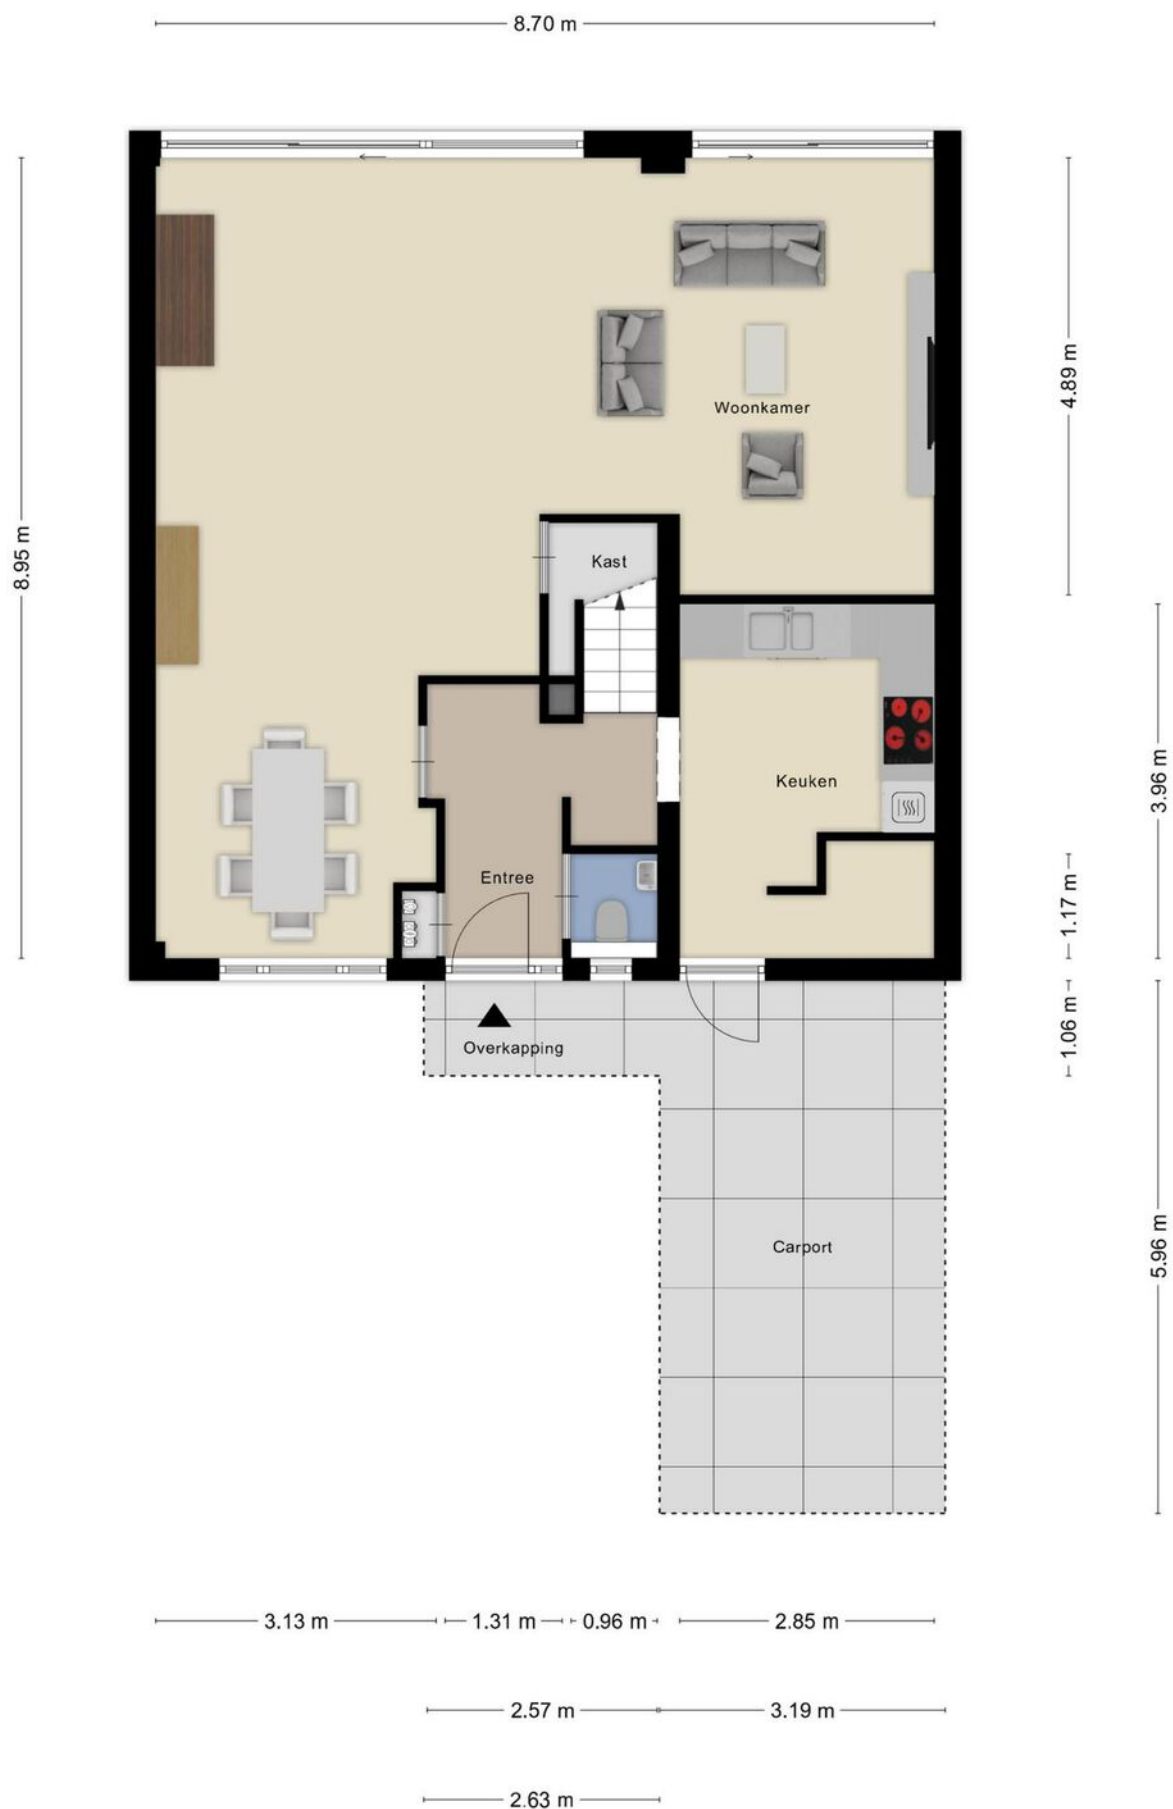 8.70 m
4.89 m
Woonkamer
8.95 m
Kast
3.96 m
Keuken
Entree
1.17 m
1.06 m
Overkapping
Carport
5.96 m
3.13 m
1.31 m
0.96 m
2.85 m
2.57 m
3.19 m
2.63 m